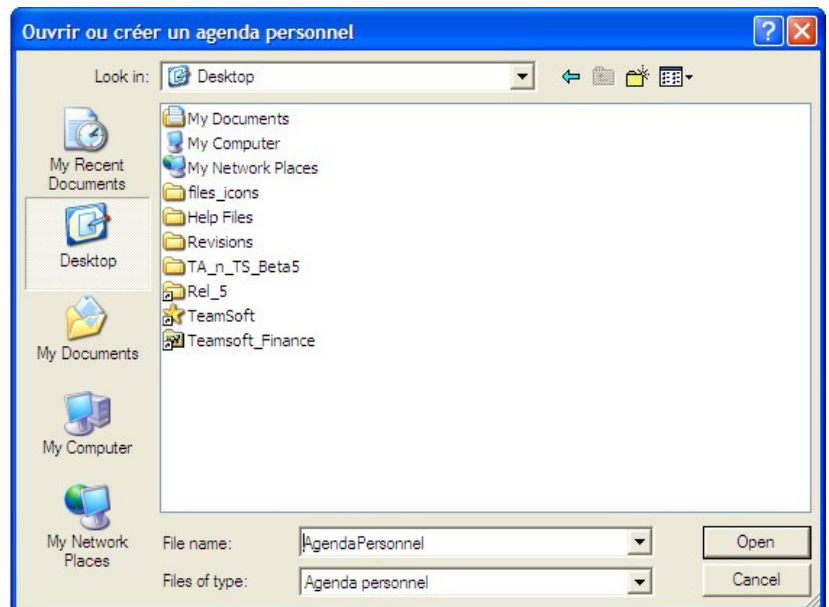 Ouvrir ou créer un agenda personnel
Look in:
Desktop
My Recent
Documents
Desktop
My Documents
My Computer
My Network
Places
My Documents
My Computer
My Network Places
files_icons
Help Files
Revisions
TA_n_TS_Beta5
Rel_5
TeamSoft
Teamsoft_Finance
File name:
AgendaPersonnel
Open
Files of type:
Agenda personnel
Cancel